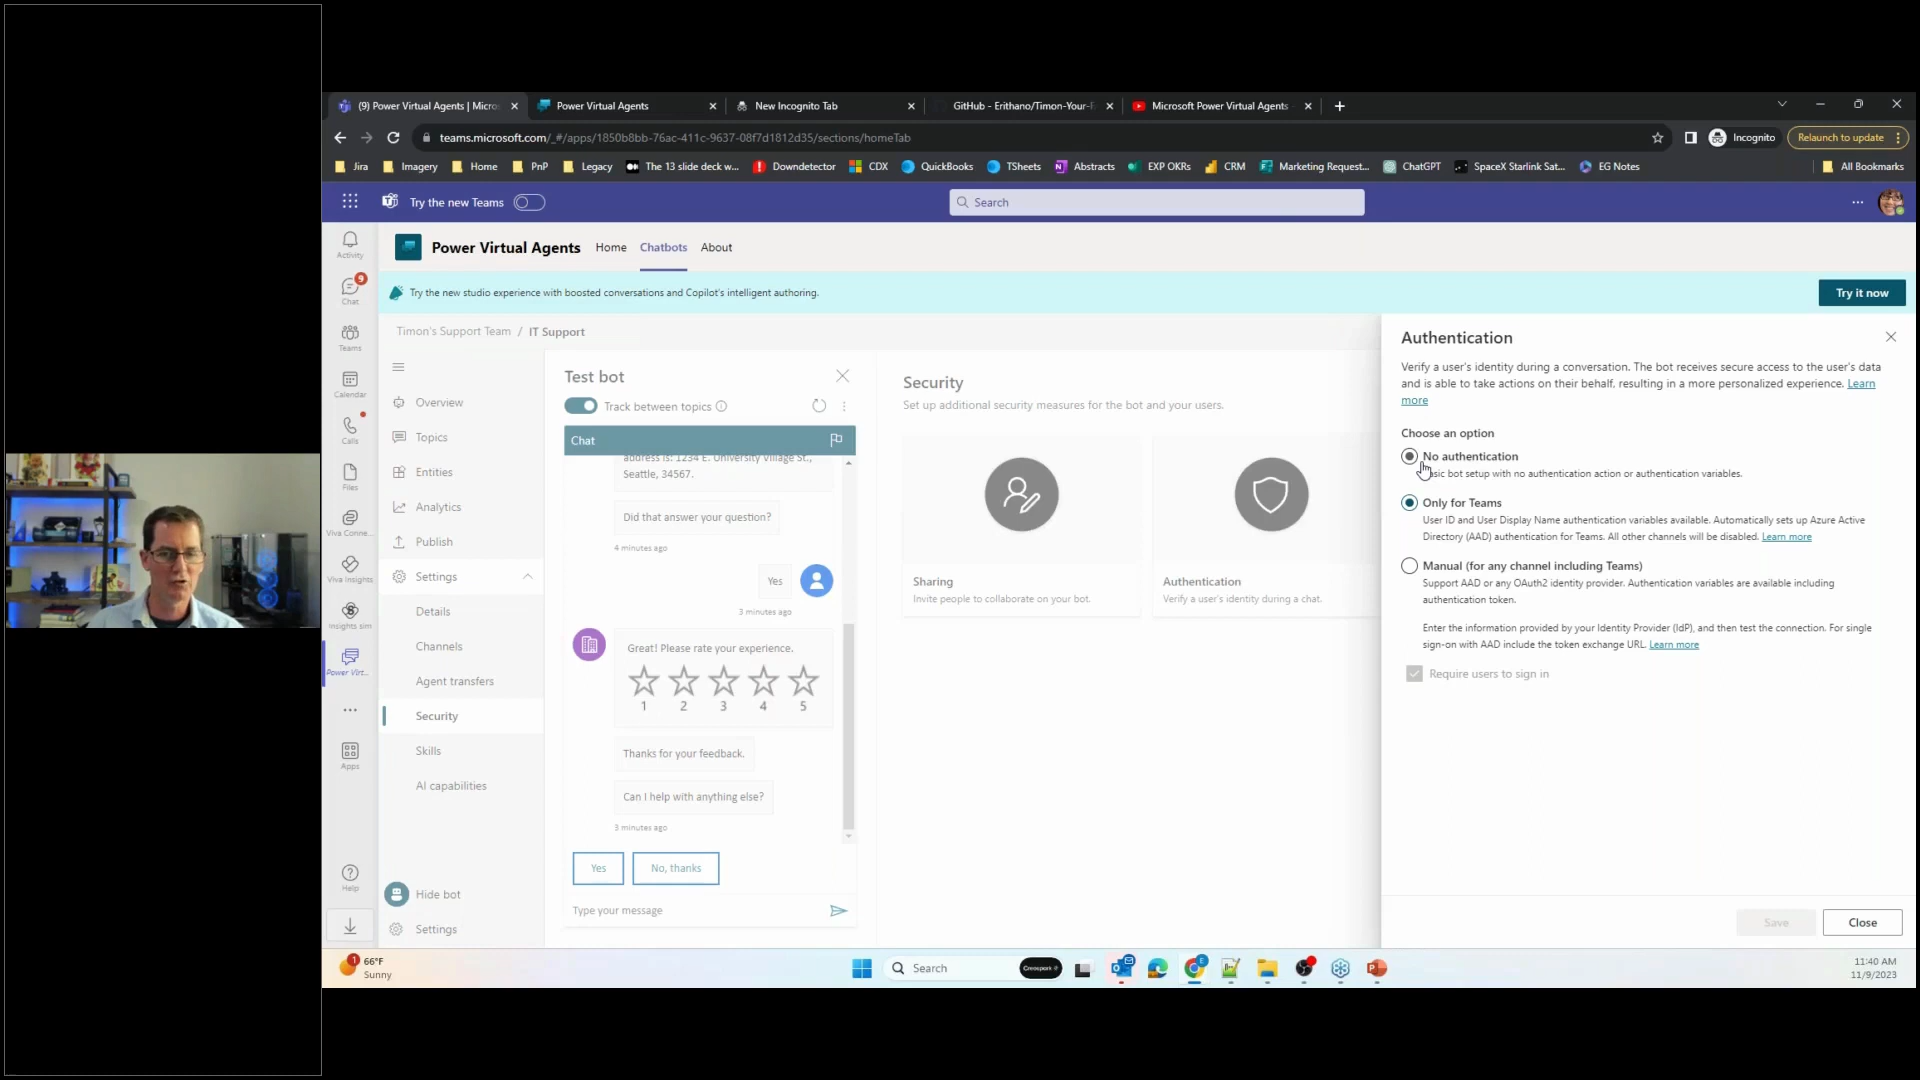 (9) Power Virtual Agents | Micro
Power Virtual Agents
New Incognito Tab
GitHub - Erithano/Timon-Your-
Microsoft Power Virtual Agents
teams.microsoft.com/_#/apps/1850b8bb-76ac-411c-9637-08f7d1812d35/sections/homeTab
Incognito
Relaunch to update
Jira
Imagery
Home
PnP
Legacy
The 13 slide deck w...
Downdetector
CDX
QuickBooks
TSheets
Abstracts
EXP OKRs
CRM
Marketing Request...
ChatGPT
SpaceX Starlink Sat...
EG Notes
All Bookmarks
Try the new Teams
Search
Activity
9
Chat
Teams
Calendar
Calls
Files
Viva Conne...
Viva Insights
Insights sim
Power Virt...
Apps
Help
Power Virtual Agents
Home
Chatbots
About
Try the new studio experience with boosted conversations and Copilot's intelligent authoring.
Try it now
Timon's Support Team / IT Support
Overview
Topics
Entities
Analytics
Publish
Settings
Details
Channels
Agent transfers
Security
Skills
AI capabilities
Hide bot
Settings
Test bot
Track between topics
Chat
address is: 1234 E. University Village St.,
Seattle, 34567.
Did that answer your question?
4 minutes ago
Yes
3 minutes ago
Great! Please rate your experience.
1 2 3 4 5
Thanks for your feedback.
Can I help with anything else?
3 minutes ago
Yes
No, thanks
Type your message
Security
Set up additional security measures for the bot and your users.
Sharing
Invite people to collaborate on your bot.
Authentication
Verify a user's identity during a chat.
Authentication
Verify a user's identity during a conversation. The bot receives secure access to the user's data
and is able to take actions on their behalf, resulting in a more personalized experience. Learn
more
Choose an option
No authentication
basic bot setup with no authentication action or authentication variables.
Only for Teams
User ID and User Display Name authentication variables available. Automatically sets up Azure Active
Directory (AAD) authentication for Teams. All other channels will be disabled. Learn more
Manual (for any channel including Teams)
Support AAD or any OAuth2 identity provider. Authentication variables are available including
authentication token.
Enter the information provided by your Identity Provider (IdP), and then test the connection. For single
sign-on with AAD include the token exchange URL. Learn more
Require users to sign in
Save
Close
1
66°F
Sunny
Search
11:40 AM
11/9/2023